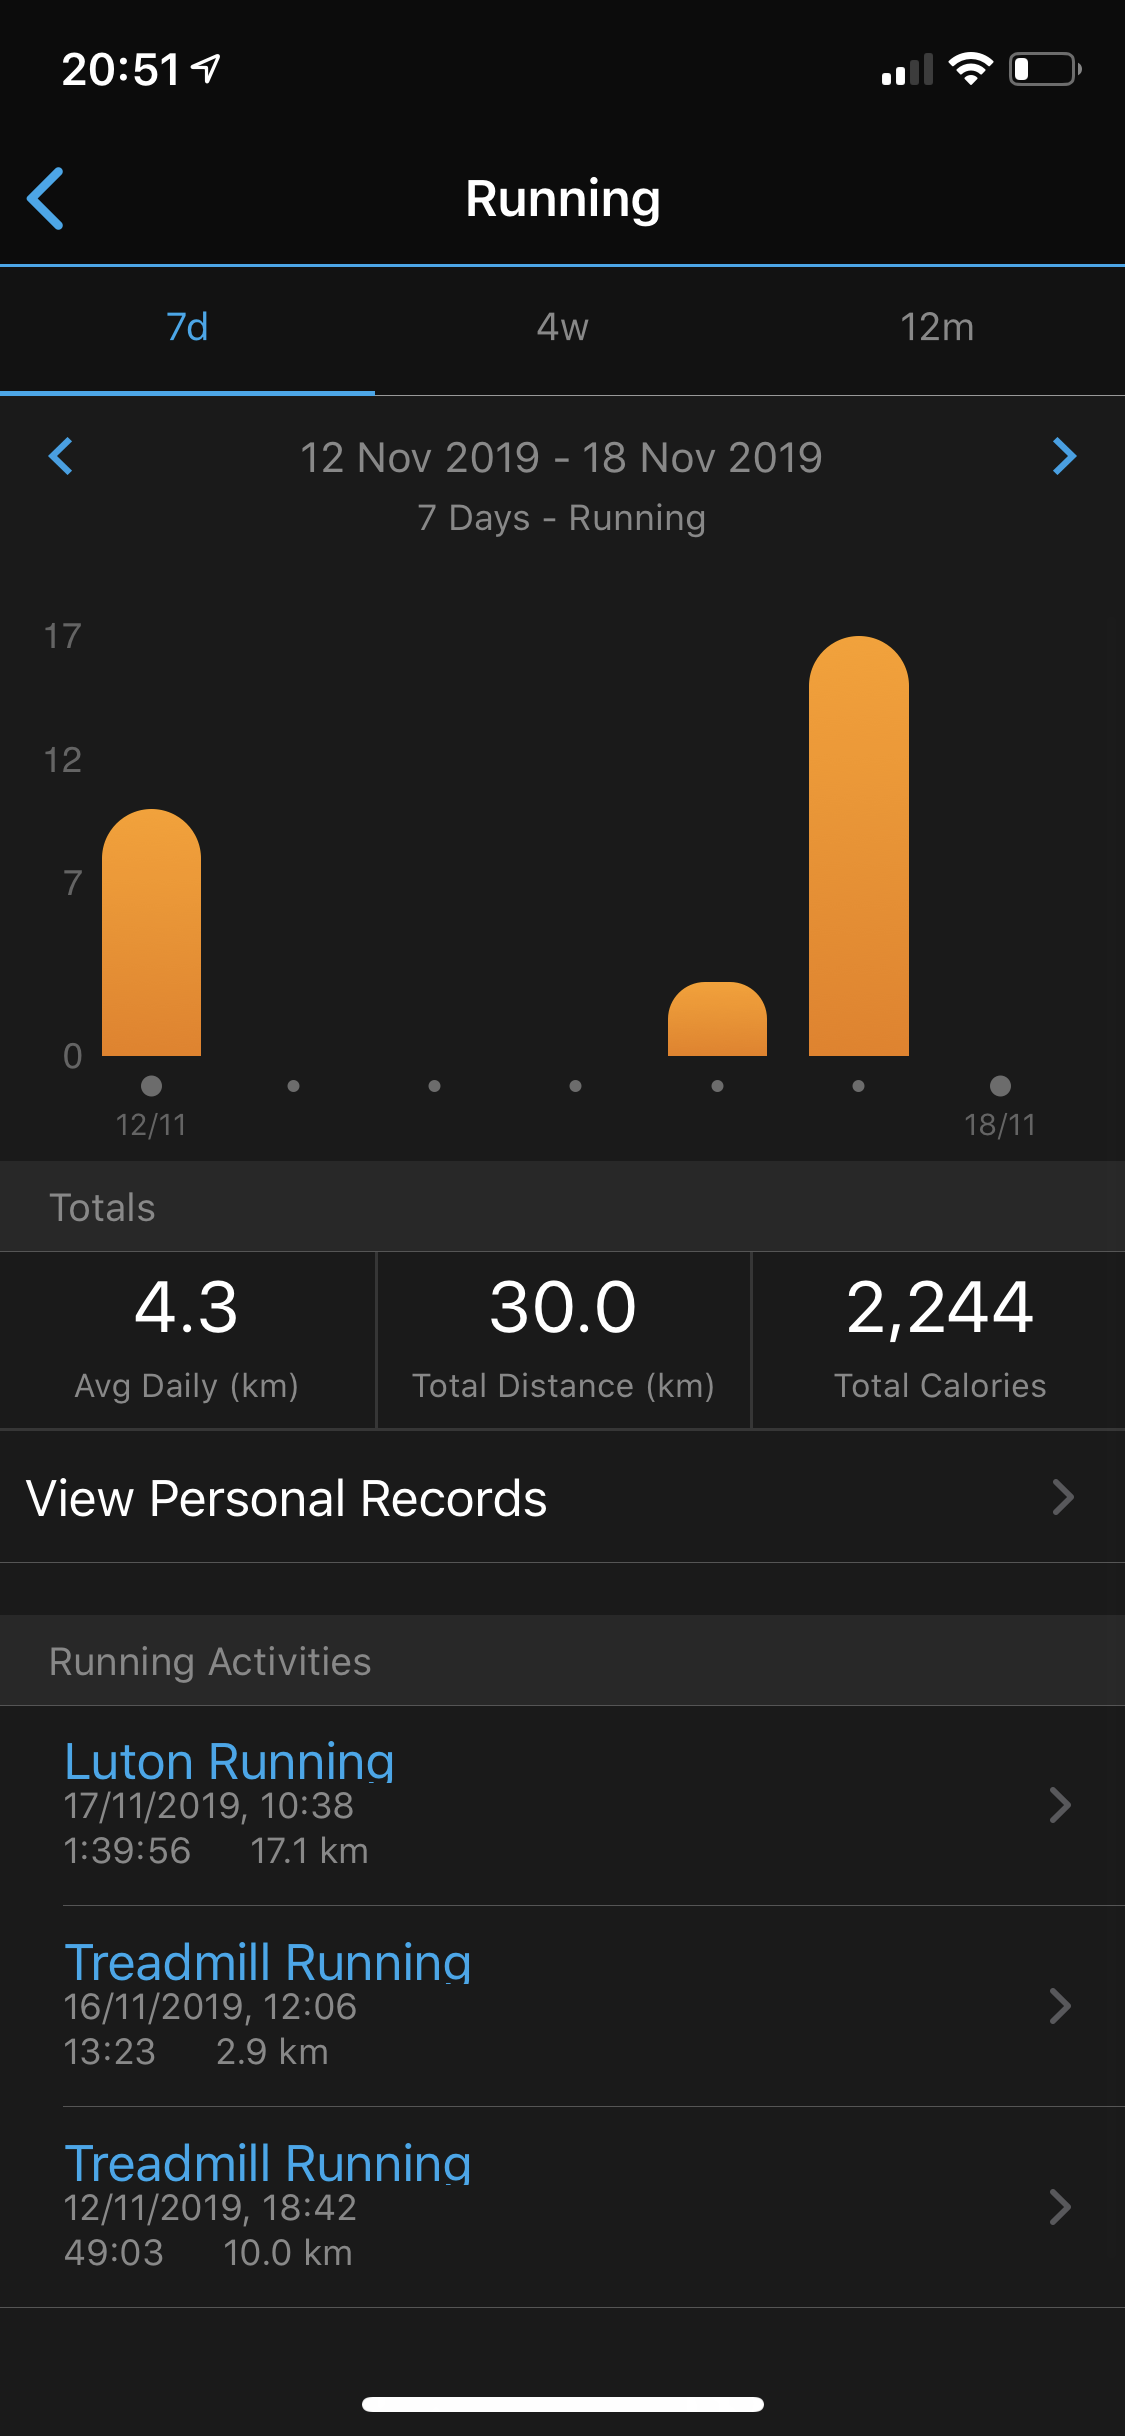 20:51
Running
7d 4w 12m
12 Nov 2019 - 18 Nov 2019
7 Days - Running
17
12
7
0
12/11 18/11
Totals
4.3 30.0 2,244
Avg Daily (km) Total Distance (km) Total Calories
View Personal Records
Running Activities
Luton Running
17/11/2019, 10:38
1:39:56 17.1 km
Treadmill Running
16/11/2019, 12:06
13:23 2.9 km
Treadmill Running
12/11/2019, 18:42
49:03 10.0 km